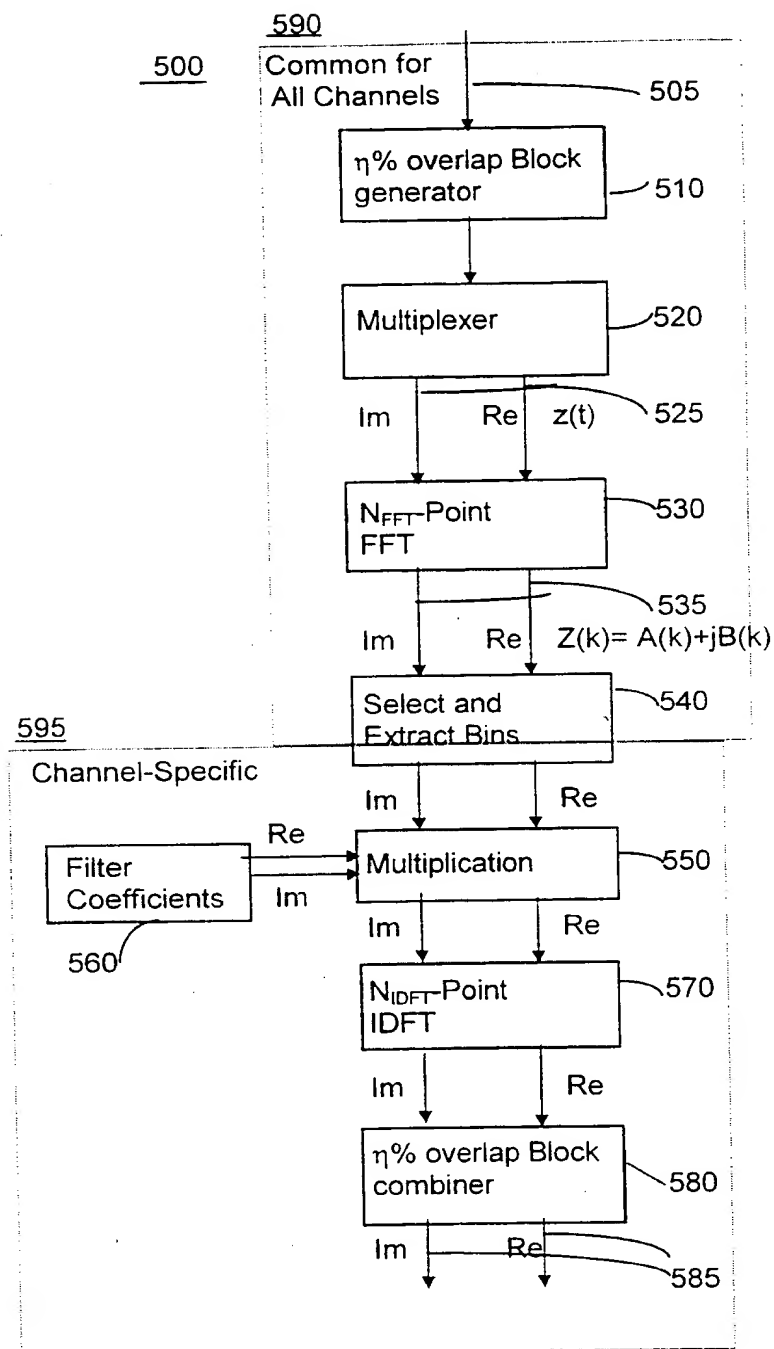 590
500
Common for
All Channels
505
η% overlap Block
generator
510
Multiplexer
520
Im
Re
z(t)
525
N_FFT-Point
FFT
530
535
Im
Re
Z(k)= A(k)+jB(k)
Select and
Extract Bins
540
595
Channel-Specific
Im
Re
Re
Filter
Coefficients
Im
560
Multiplication
550
Im
Re
N_IDFT-Point
IDFT
570
Im
Re
η% overlap Block
combiner
580
Im
Re
585